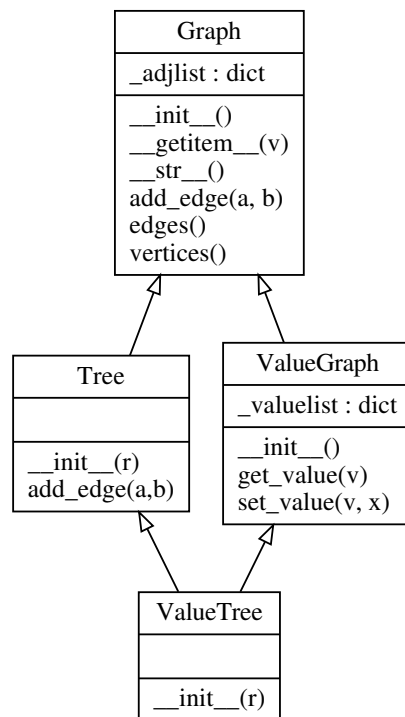 Graph
_adjlist : dict
__init__()
__getitem__(v)
__str__()
add_edge(a, b)
edges()
vertices()
Tree
__init__(r)
add_edge(a,b)
ValueGraph
_valuelist : dict
__init__()
get_value(v)
set_value(v, x)
ValueTree
__init__(r)